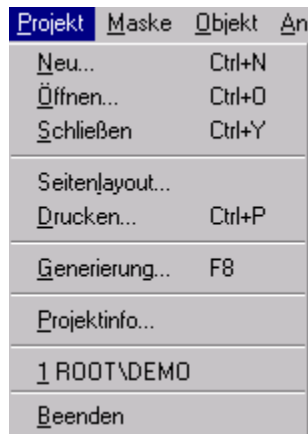 Projekt Maske Objekt An
Neu... Ctrl+N
Öffnen... Ctrl+O
Schließen Ctrl+Y
Seitenlayout...
Drucken... Ctrl+P
Generierung... F8
Projektinfo...
1 ROOT\DEMO
Beenden